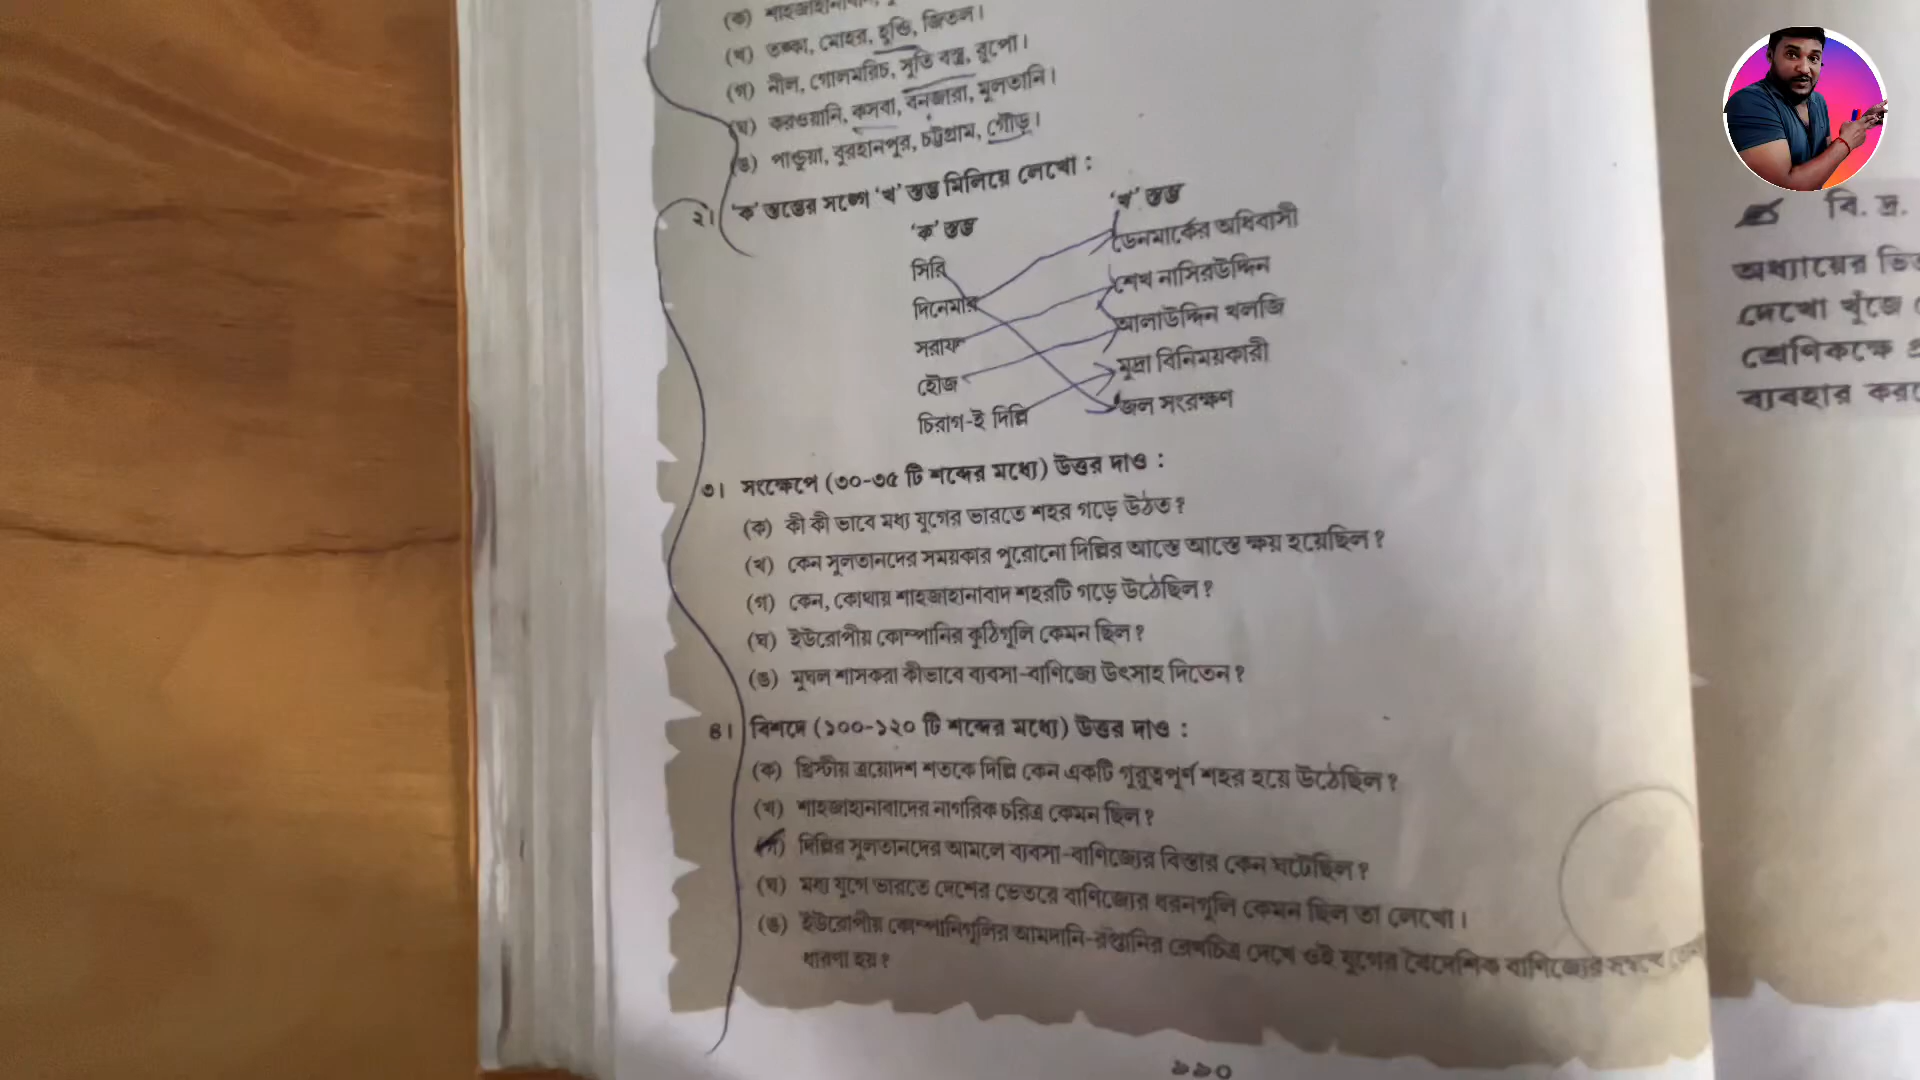 (ক) শাহজাহানাবাদ,
(খ) তঙ্কা, মোহর, হুন্ডি, জিতল।
(গ) নীল, গোলমরিচ, সুতি বস্ত্র, রুপো।
(ঘ) করওয়ানি, কসবা, বনজারা, মুলতানি।
(ঙ) পান্ডুয়া, বুরহানপুর, চট্টগ্রাম, গৌড়।
২। 'ক' স্তম্ভের সঙ্গে 'খ' স্তম্ভ মিলিয়ে লেখো :
'ক' স্তম্ভ 'খ' স্তম্ভ
সিরি ডেনমার্কের অধিবাসী
দিনেমার শেখ নাসিরউদ্দিন
সরাফ আলাউদ্দিন খলজি
হৌজ মুদ্রা বিনিময়কারী
চিরাগ-ই দিল্লি জল সংরক্ষণ
৩। সংক্ষেপে (৩০-৩৫ টি শব্দের মধ্যে) উত্তর দাও :
(ক) কী কী ভাবে মধ্য যুগের ভারতে শহর গড়ে উঠত?
(খ) কেন সুলতানদের সময়কার পুরোনো দিল্লির আস্তে আস্তে ক্ষয় হয়েছিল?
(গ) কেন, কোথায় শাহজাহানাবাদ শহরটি গড়ে উঠেছিল?
(ঘ) ইউরোপীয় কোম্পানির কুঠিগুলি কেমন ছিল?
(ঙ) মুঘল শাসকরা কীভাবে ব্যবসা-বাণিজ্যে উৎসাহ দিতেন?
৪। বিশদে (১০০-১২০ টি শব্দের মধ্যে) উত্তর দাও :
(ক) খ্রিস্টীয় ত্রয়োদশ শতকে দিল্লি কেন একটি গুরুত্বপূর্ণ শহর হয়ে উঠেছিল?
(খ) শাহজাহানাবাদের নাগরিক চরিত্র কেমন ছিল?
(গ) দিল্লির সুলতানদের আমলে ব্যবসা-বাণিজ্যের বিস্তার কেন ঘটেছিল?
(ঘ) মধ্য যুগে ভারতে দেশের ভেতরে বাণিজ্যের ধরনগুলি কেমন ছিল তা লেখো।
(ঙ) ইউরোপীয় কোম্পানিগুলির আমদানি-রপ্তানির রেখচিত্র দেখে ওই যুগের বৈদেশিক বাণিজ্যের সম্বন্ধে
ধারণা হয়?
১১০
বি. দ্র.
অধ্যায়ের
দেখো খুঁজে
শ্রেণিকক্ষে
ব্যবহার